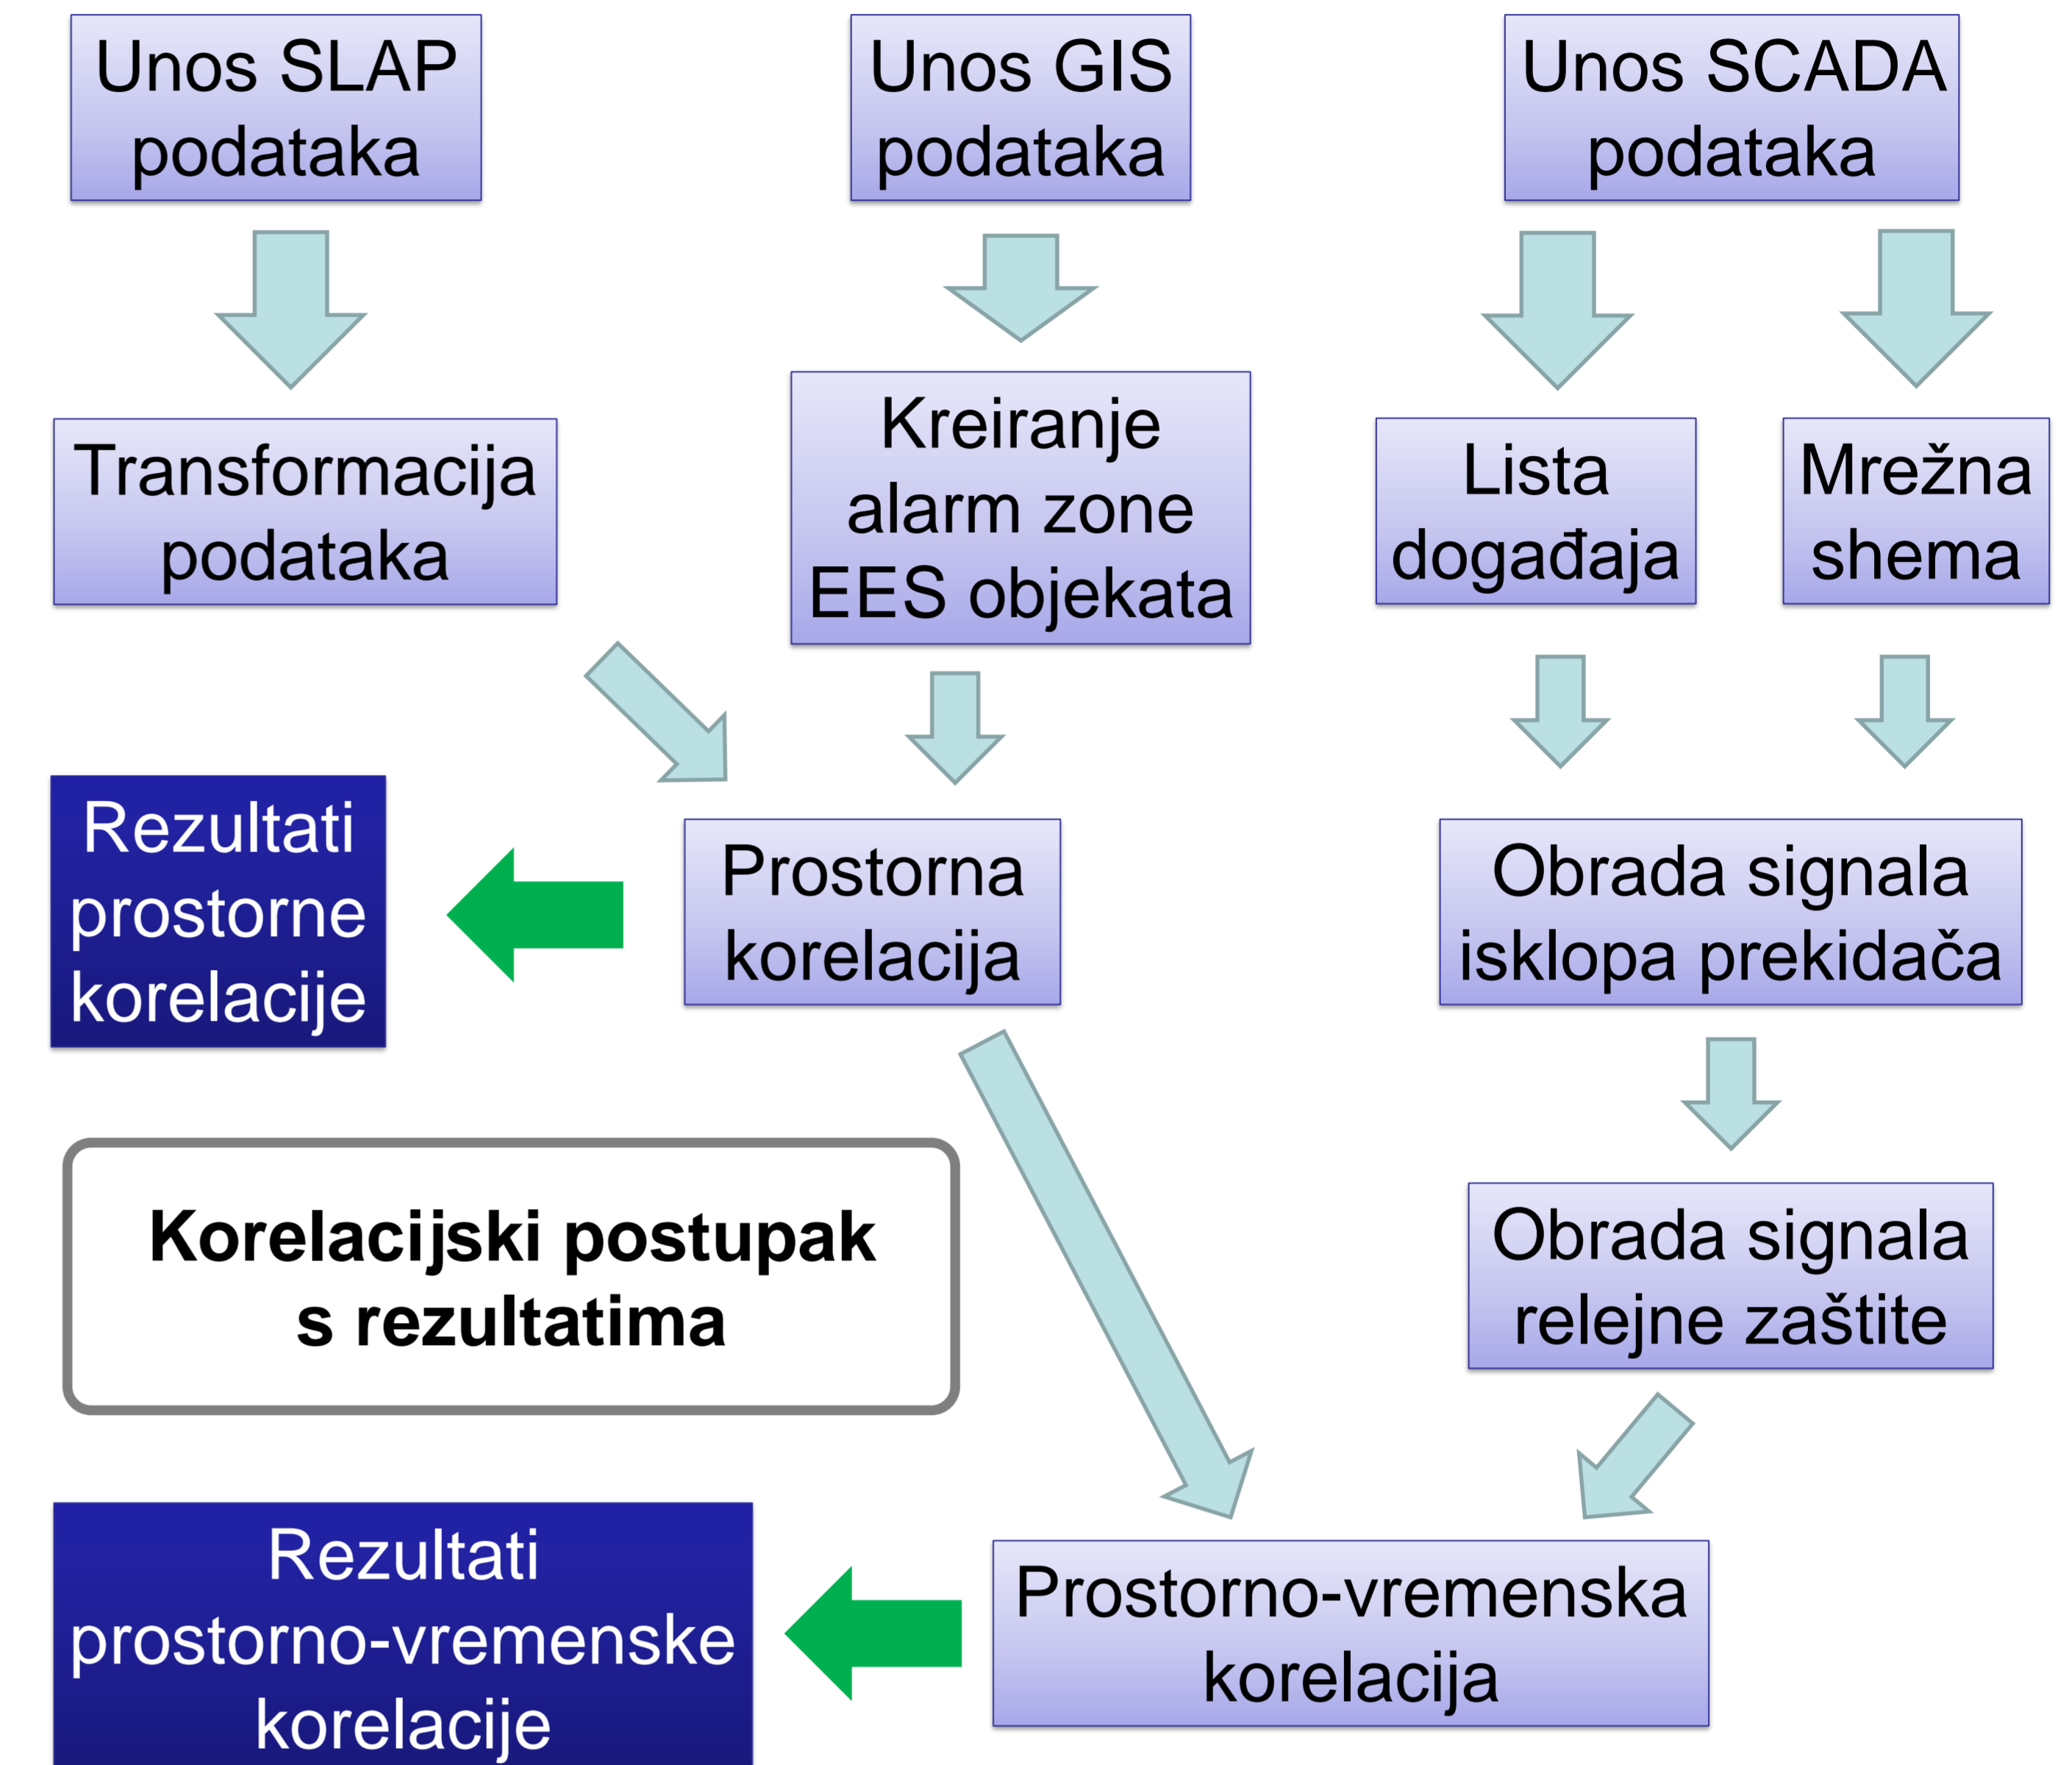 Unos SLAP
podataka
Unos GIS
podataka
Unos SCADA
podataka
Transformacija
podataka
Kreiranje
alarm zone
EES objekata
Lista
događaja
Mrežna
shema
Rezultati
prostorne
korelacije
Prostorna
korelacija
Obrada signala
isklopa prekidača
Korelacijski postupak
s rezultatima
Obrada signala
relejne zaštite
Rezultati
prostorno-vremenske
korelacije
Prostorno-vremenska
korelacija